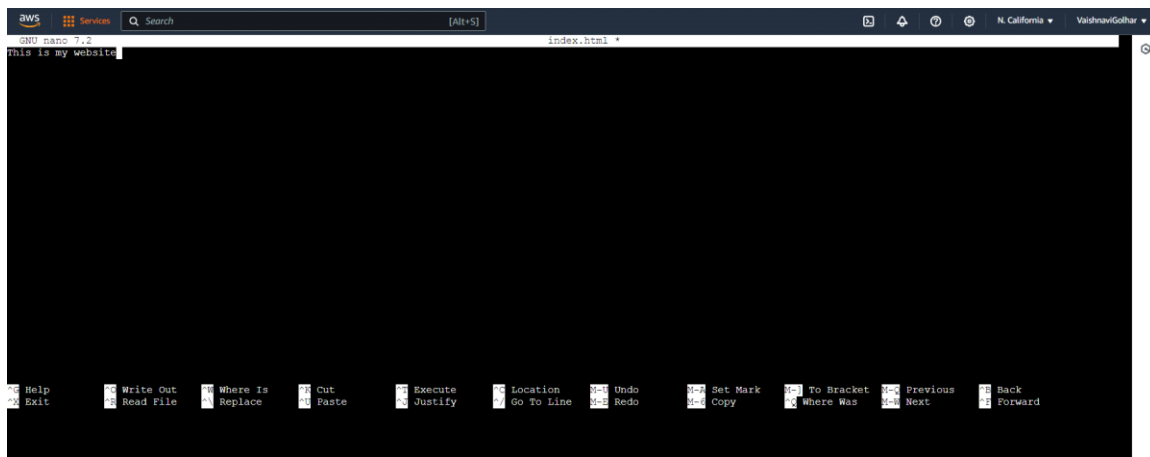 aws Services Search [Alt+S] N. California VaishnaviGolhar
GNU nano 7.2 index.html *
This is my website
^G Help ^O Write Out ^W Where Is ^K Cut ^T Execute ^C Location M-U Undo M-A Set Mark M-] To Bracket M-Q Previous ^B Back
^X Exit ^R Read File ^\ Replace ^U Paste ^J Justify ^/ Go To Line M-E Redo M-6 Copy ^Q Where Was M-W Next ^F Forward